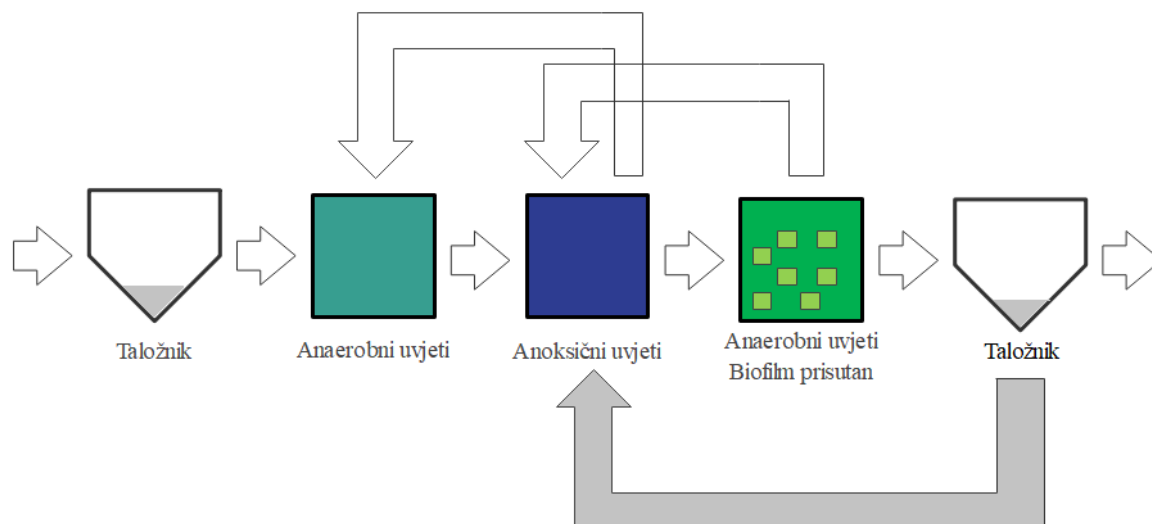 Taložnik
Anaerobni uvjeti
Anoksični uvjeti
Anaerobni uvjeti
Biofilm prisutan
Taložnik